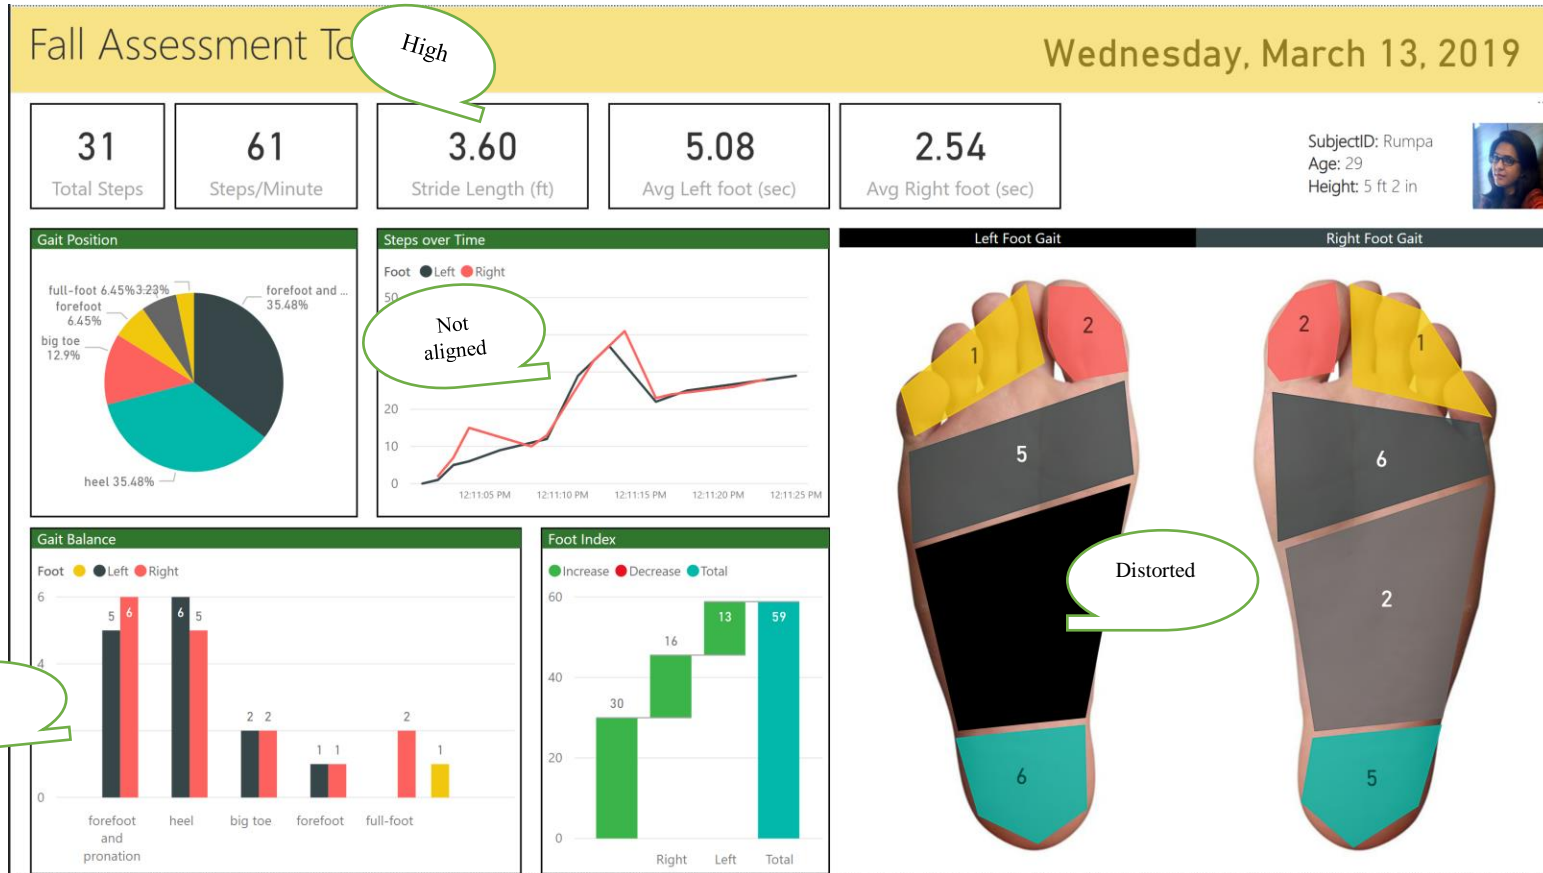 Fall Assessment To
High
Wednesday, March 13, 2019
31
Total Steps
61
Steps/Minute
3.60
Stride Length (ft)
5.08
Avg Left foot (sec)
2.54
Avg Right foot (sec)
SubjectID: Rumpa
Age: 29
Height: 5 ft 2 in
Gait Position
full-foot 6.45% 3.23%
forefoot and ...
35.48%
forefoot
6.45%
big toe
12.9%
heel 35.48%
Steps over Time
Foot Left Right
50
Not
aligned
20
10
0
12:11:05 PM 12:11:10 PM 12:11:15 PM 12:11:20 PM 12:11:25 PM
Left Foot Gait
Right Foot Gait
1 2
5
6
2 1
6
2
5
Distorted
Gait Balance
Foot Left Right
6
4
0
5 6 6 5
2 2
1 1
2
1
forefoot
and
pronation
heel
big toe
forefoot
full-foot
Foot Index
Increase Decrease Total
60
40
20
0
30
16
13
59
Right Left Total